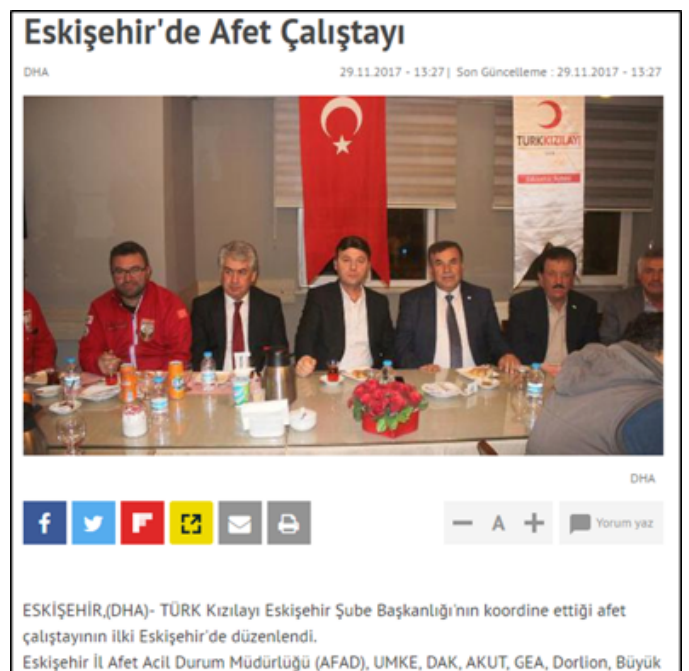 Eskişehir'de Afet Çalıştayı
DHA
29.11.2017 - 13:27 | Son Güncelleme : 29.11.2017 - 13:27
TÜRK KIZILAYI
DHA
A
Yorum yaz
ESKİŞEHİR,(DHA)- TÜRK Kızılayı Eskişehir Şube Başkanlığı'nın koordine ettiği afet
çalıştayının ilki Eskişehir'de düzenlendi.
Eskişehir İl Afet Acil Durum Müdürlüğü (AFAD), UMKE, DAK, AKUT, GEA, Dorlion, Büyük